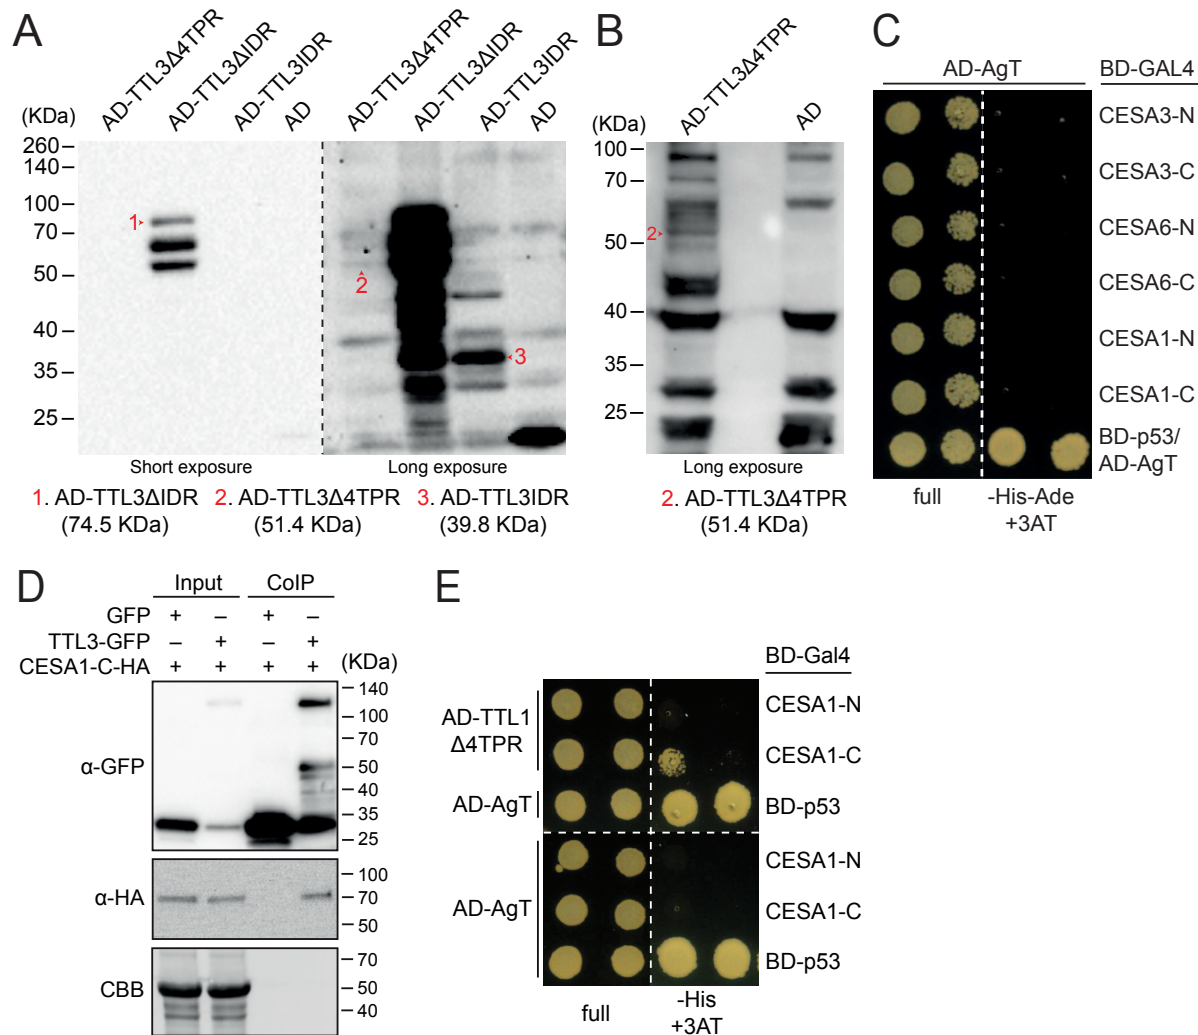 A
AD-TTL3Δ4TPR
AD-TTL3ΔIDR
AD-TTL3IDR
AD
AD-TTL3Δ4TPR
AD-TTL3ΔIDR
AD-TTL3IDR
AD
(KDa)
260
140
100
70
50
40
35
25
1
2
3
Short exposure
Long exposure
1. AD-TTL3ΔIDR
(74.5 KDa)
2. AD-TTL3Δ4TPR
(51.4 KDa)
3. AD-TTL3IDR
(39.8 KDa)
B
AD-TTL3Δ4TPR
AD
(KDa)
100
70
50
40
35
25
2
Long exposure
2. AD-TTL3Δ4TPR
(51.4 KDa)
C
AD-AgT
BD-GAL4
CESA3-N
CESA3-C
CESA6-N
CESA6-C
CESA1-N
CESA1-C
BD-p53/
AD-AgT
full
-His-Ade
+3AT
D
Input
CoIP
GFP + – + –
TTL3-GFP – + – +
CESA1-C-HA + + + +
(KDa)
α-GFP
140
100
70
50
40
35
25
α-HA
100
70
50
CBB
70
50
40
E
BD-Gal4
AD-TTL1
Δ4TPR
CESA1-N
CESA1-C
AD-AgT
BD-p53
AD-AgT
CESA1-N
CESA1-C
BD-p53
full
-His
+3AT